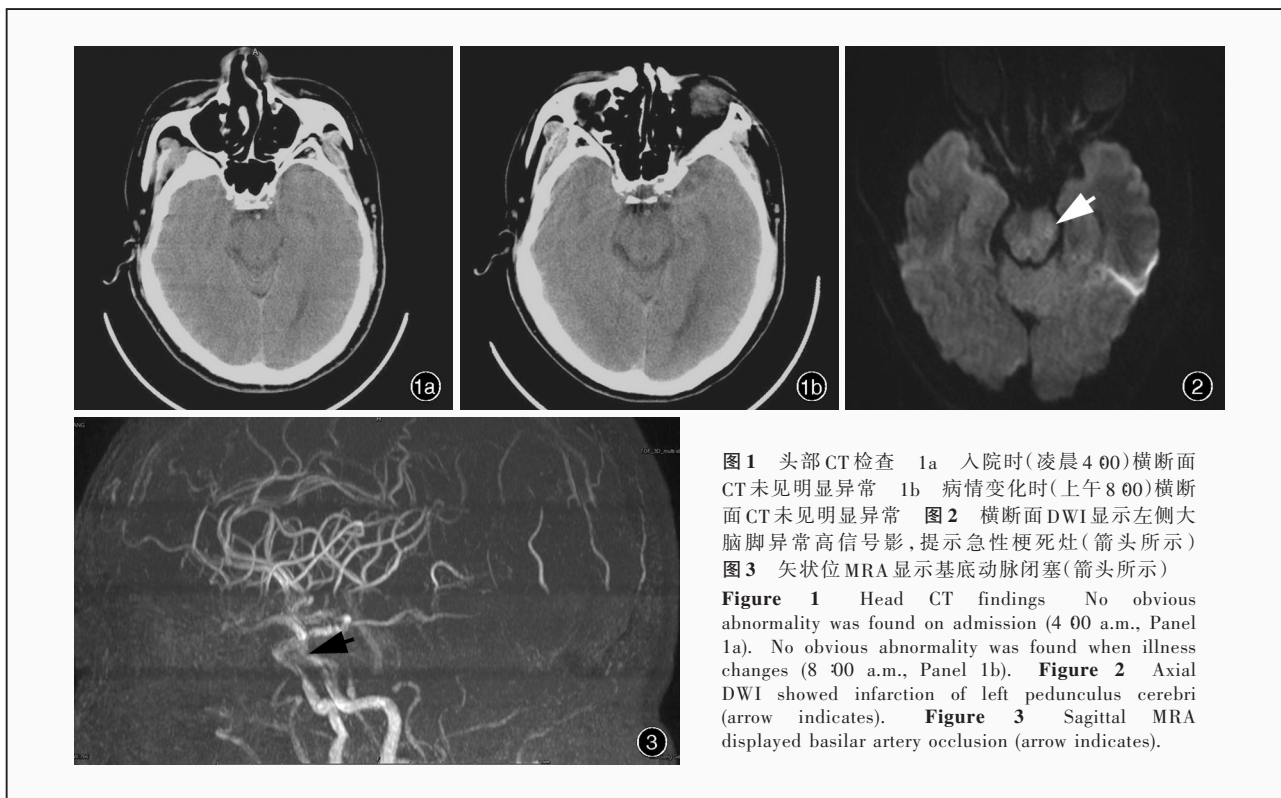 A
1a
1b
2
ANG
3
图1 头部CT检查 1a 入院时(凌晨4 00)横断面
CT未见明显异常 1b 病情变化时(上午8 00)横断
面CT未见明显异常 图2 横断面DWI显示左侧大
脑脚异常高信号影,提示急性梗死灶(箭头所示)
图3 矢状位MRA显示基底动脉闭塞(箭头所示)
Figure 1 Head CT findings No obvious
abnormality was found on admission (4 00 a.m., Panel
1a). No obvious abnormality was found when illness
changes (8 :00 a.m., Panel 1b). Figure 2 Axial
DWI showed infarction of left pedunculus cerebri
(arrow indicates). Figure 3 Sagittal MRA
displayed basilar artery occlusion (arrow indicates).